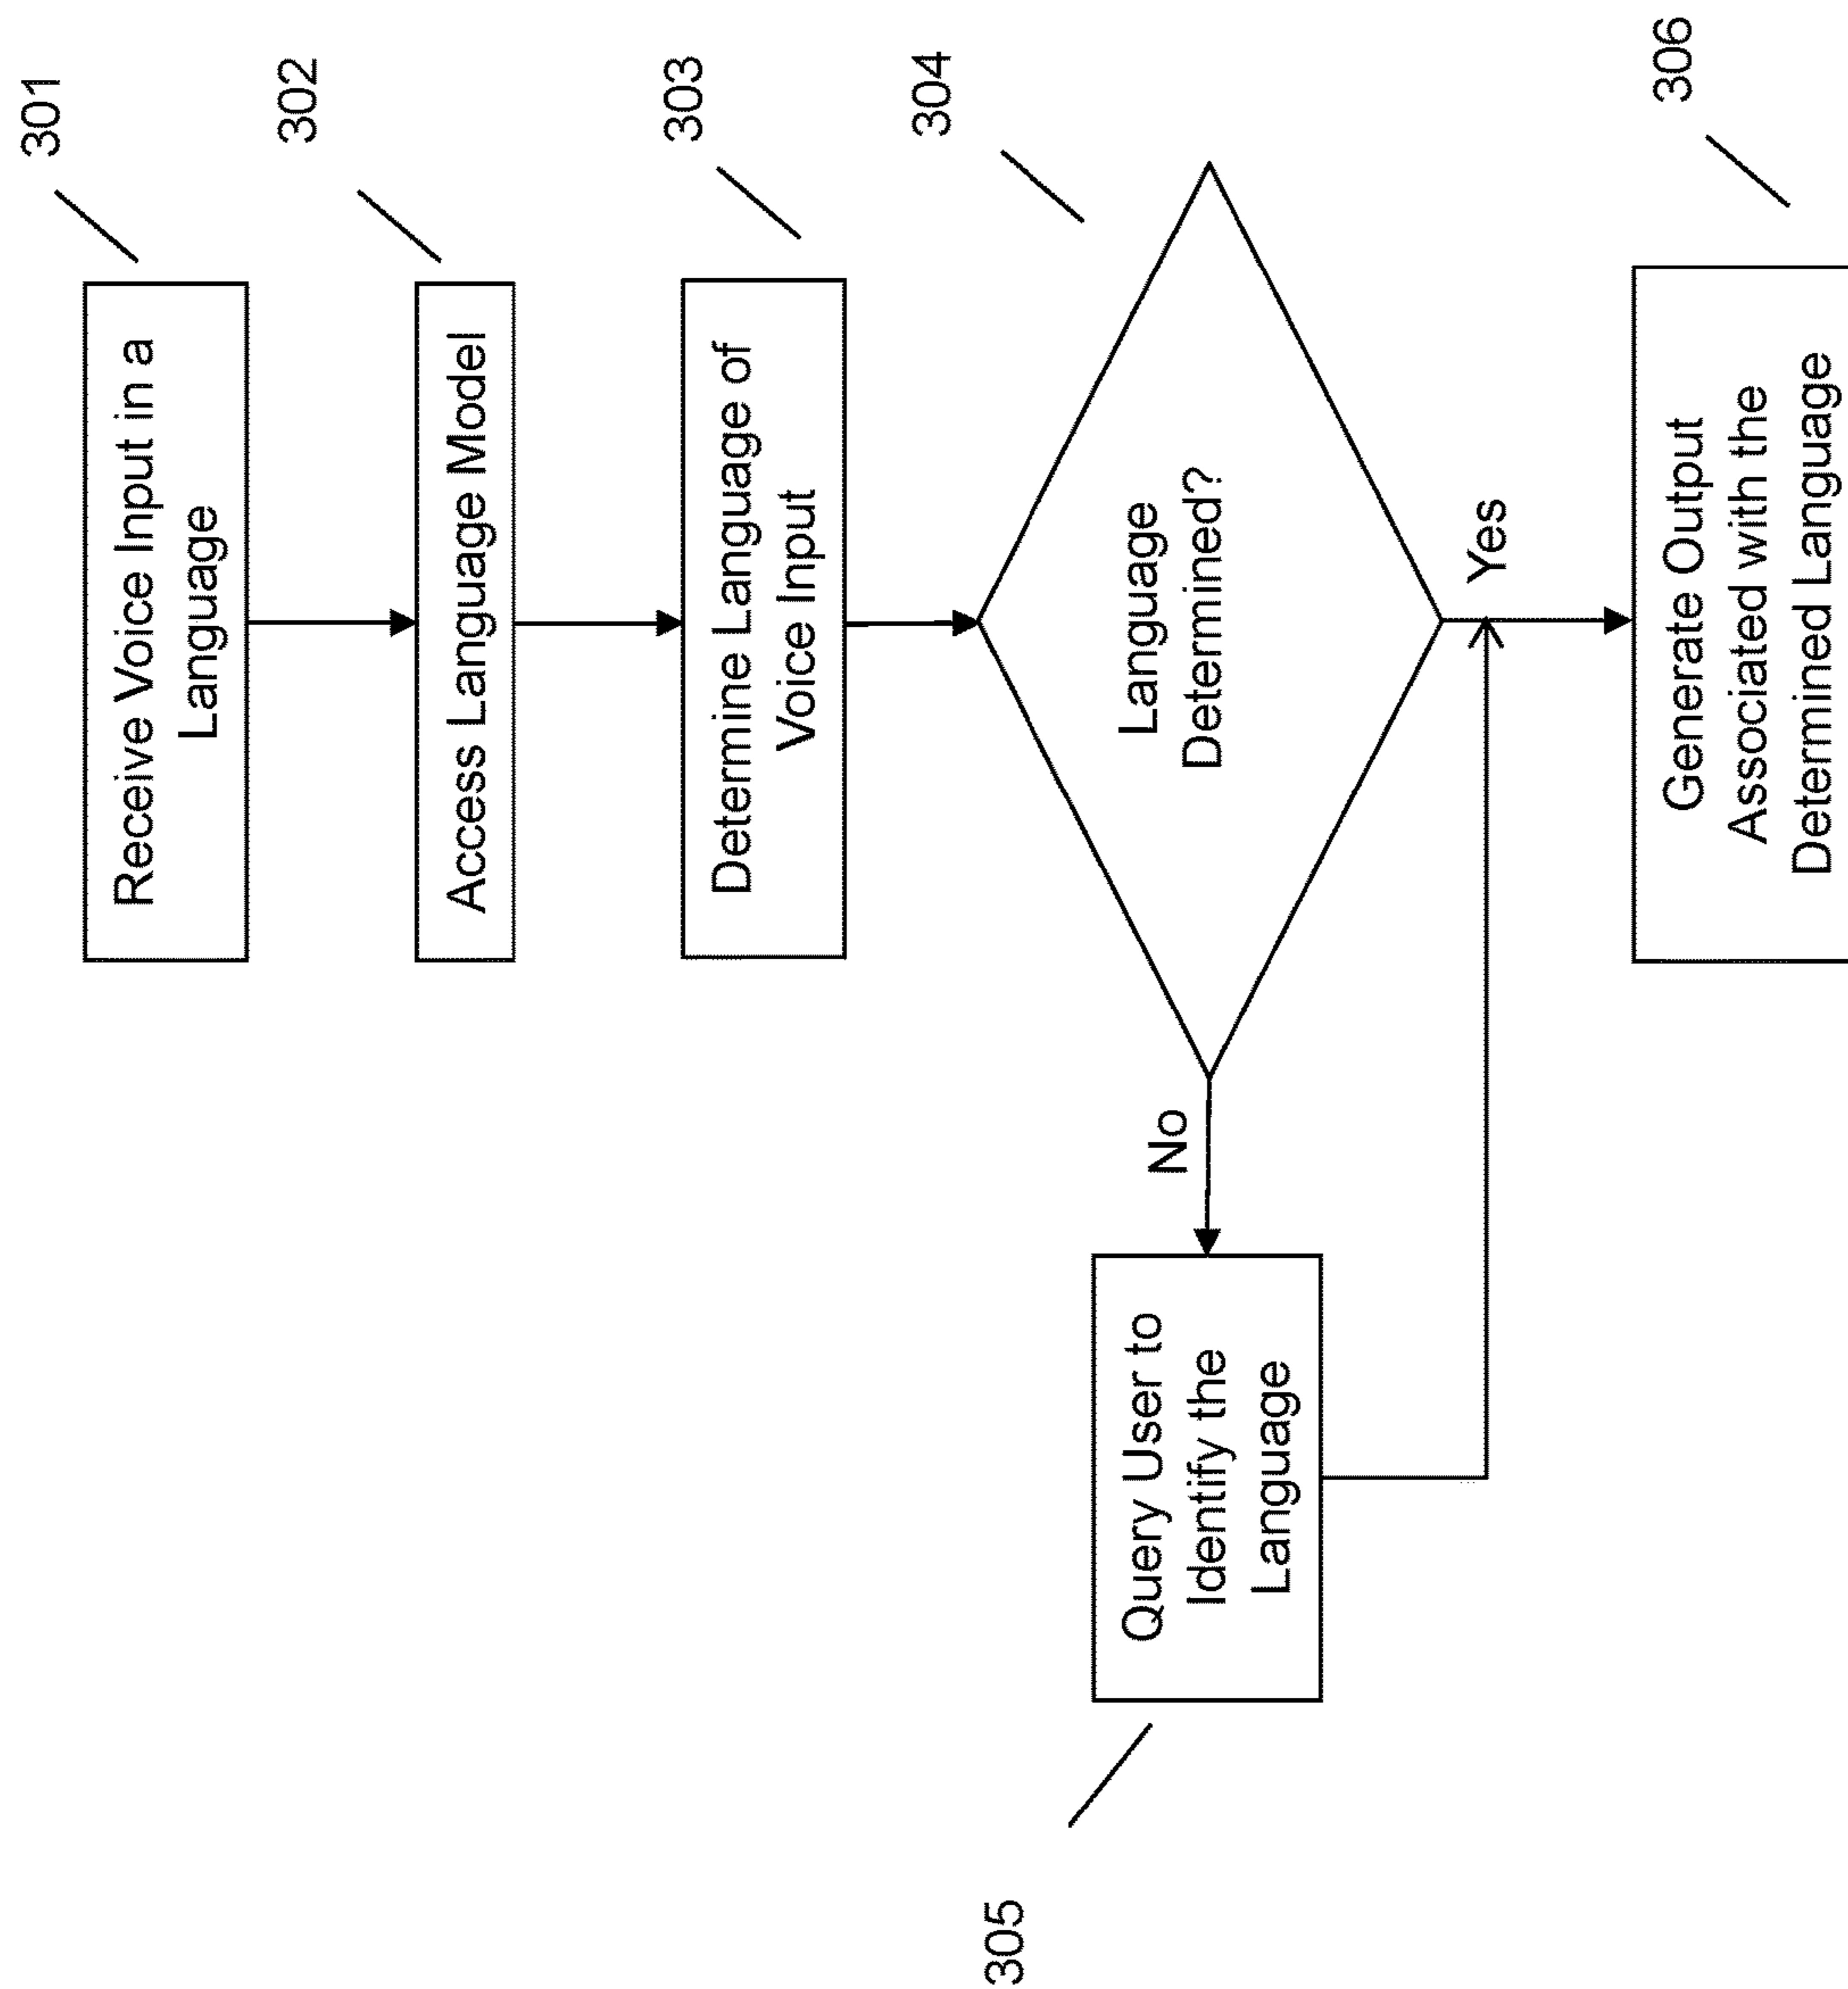 301
Receive Voice Input in a
Language
302
Access Language Model
303
Determine Language of
Voice Input
304
Language
Determined?
No
Yes
305
Query User to
Identify the
Language
306
Generate Output
Associated with the
Determined Language